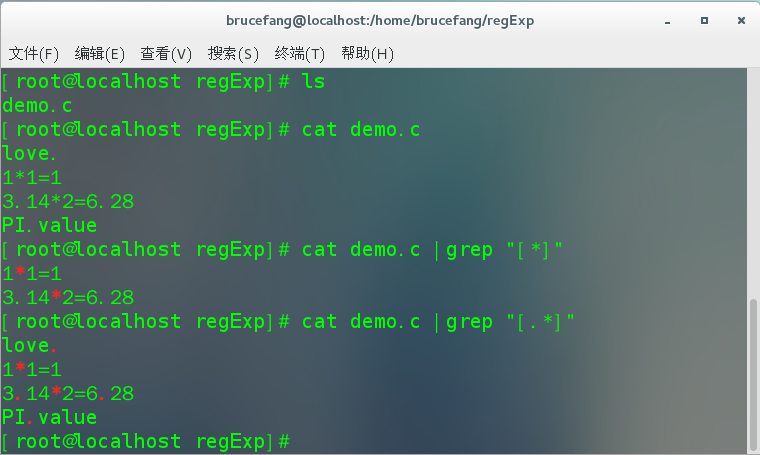 brucefang@localhost:/home/brucefang/regExp
文件(F) 编辑(E) 查看(V) 搜索(S) 终端(T) 帮助(H)
[root@localhost regExp]# ls
demo.c
[root@localhost regExp]# cat demo.c
love.
1*1=1
3.14*2=6.28
PI.value
[root@localhost regExp]# cat demo.c |grep "[*]"
1*1=1
3.14*2=6.28
[root@localhost regExp]# cat demo.c |grep "[.*]"
love.
1*1=1
3.14*2=6.28
PI.value
[root@localhost regExp]#